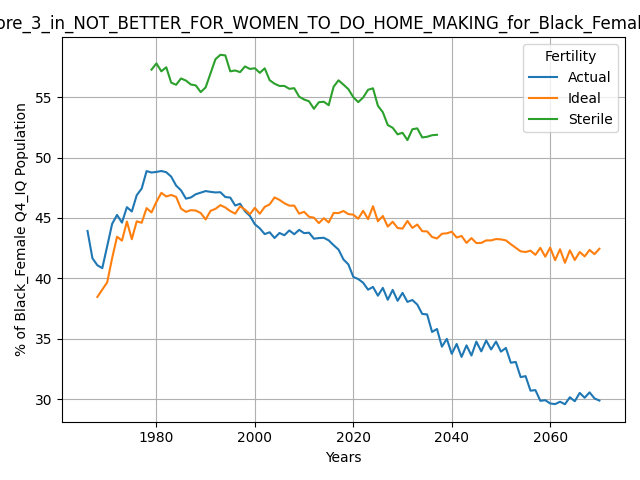 ore_3_in_NOT_BETTER_FOR_WOMEN_TO_DO_HOME_MAKING_for_Black_Femal
Fertility
Actual
Ideal
Sterile
% of Black_Female Q4_IQ Population
55
50
45
40
35
30
1980
2000
2020
2040
2060
Years